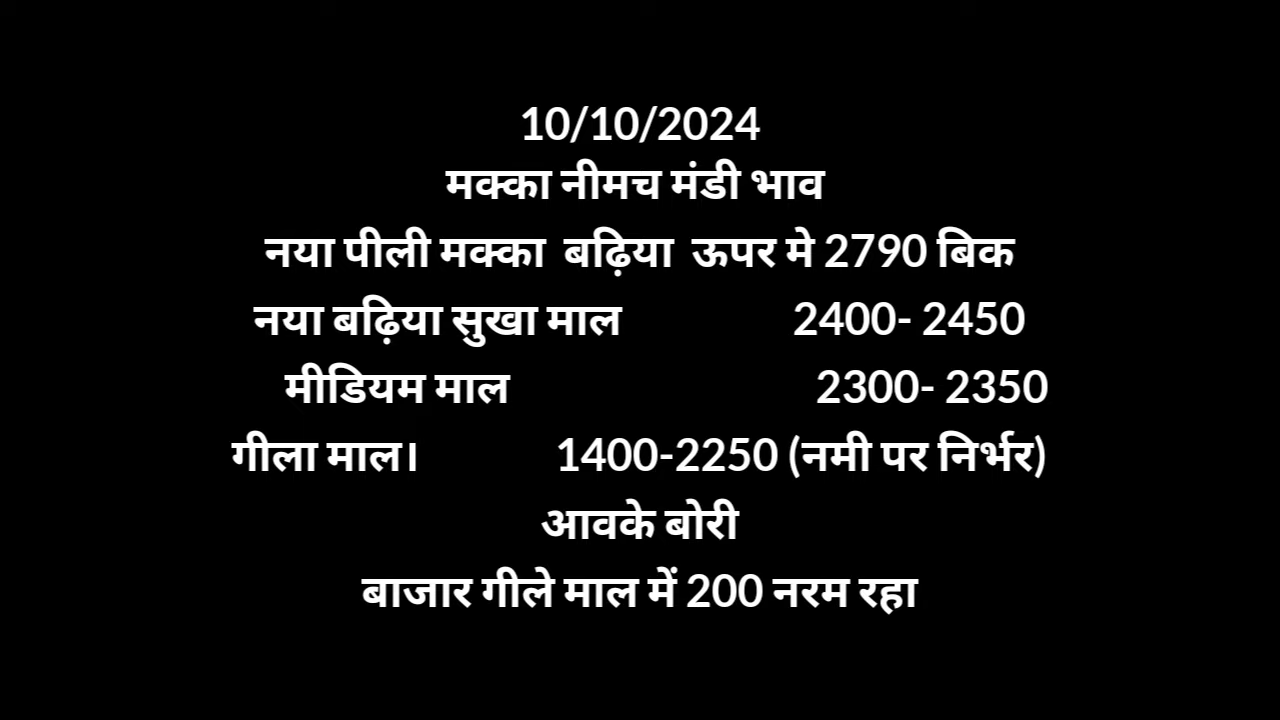 10/10/2024
मक्का नीमच मंडी भाव
नया पीली मक्का बढ़िया ऊपर मे 2790 बिक
नया बढ़िया सुखा माल 2400- 2450
मीडियम माल 2300- 2350
गीला माल। 1400-2250 (नमी पर निर्भर)
आवके बोरी
बाजार गीले माल में 200 नरम रहा